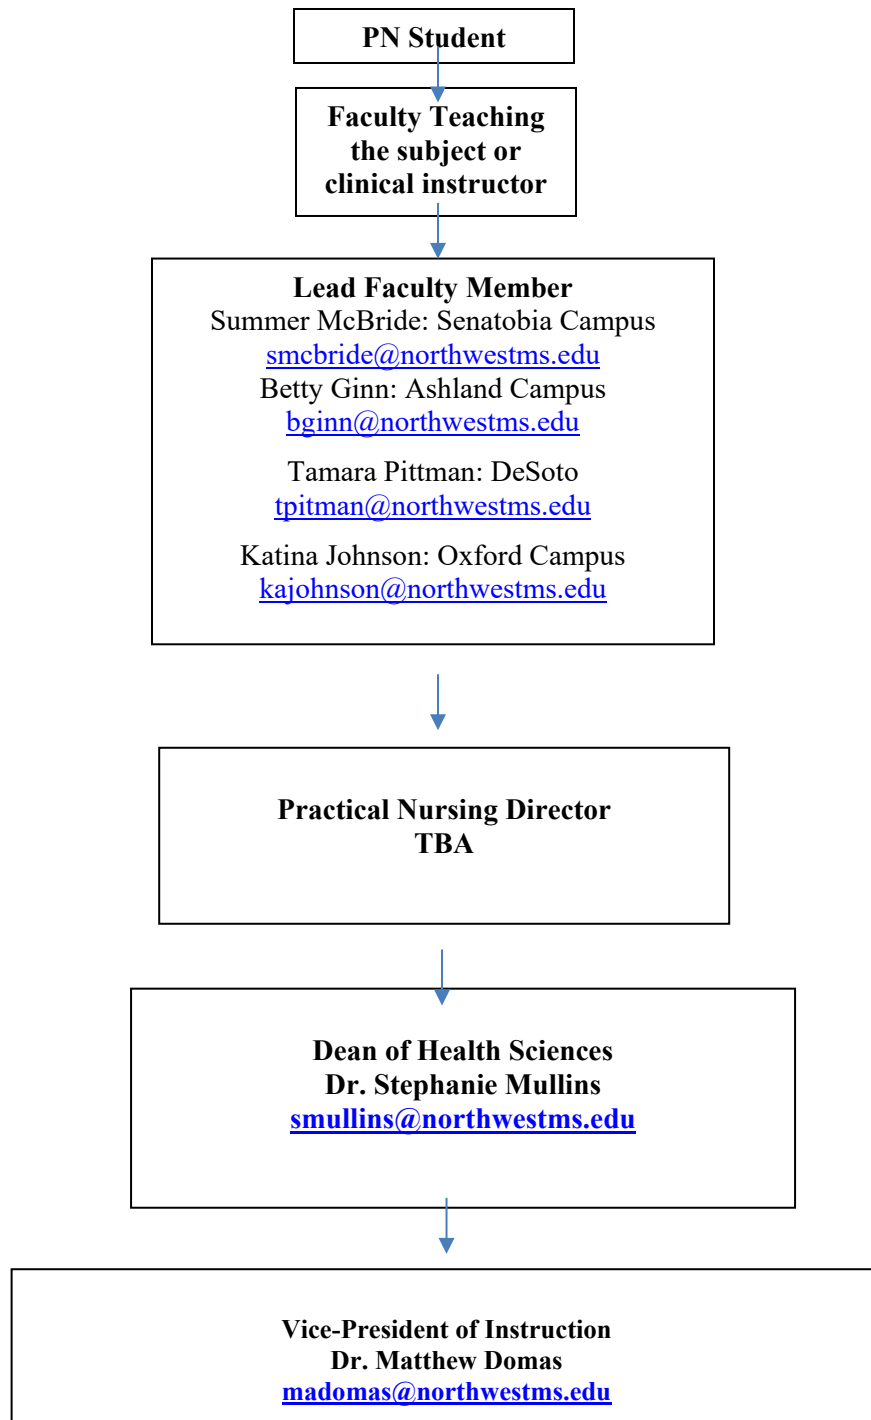 PN Student
Faculty Teaching
the subject or
clinical instructor
Lead Faculty Member
Summer McBride: Senatobia Campus
smcbride@northwestms.edu
Betty Ginn: Ashland Campus
bginn@northwestms.edu
Tamara Pittman: DeSoto
tpitman@northwestms.edu
Katina Johnson: Oxford Campus
kajohnson@northwestms.edu
Practical Nursing Director
TBA
Dean of Health Sciences
Dr. Stephanie Mullins
smullins@northwestms.edu
Vice-President of Instruction
Dr. Matthew Domas
madomas@northwestms.edu